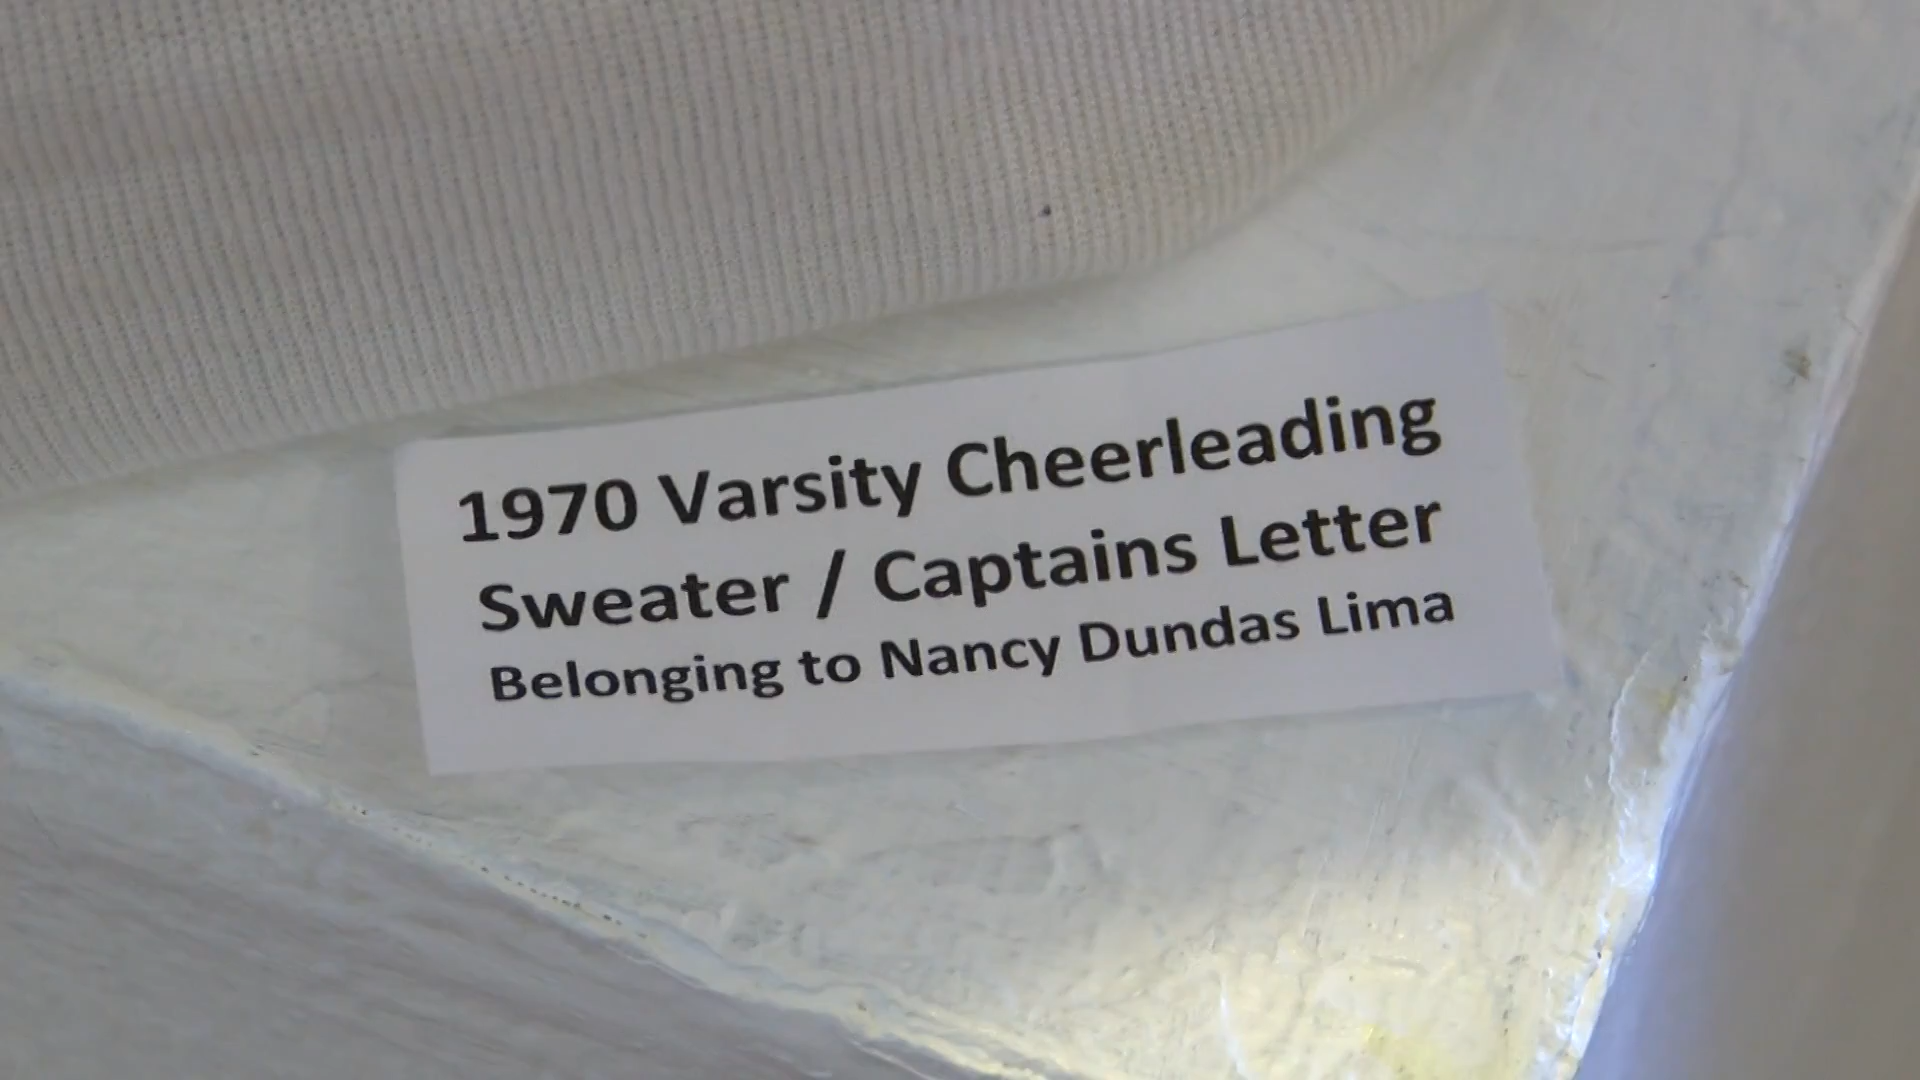 1970 Varsity Cheerleading
Sweater / Captains Letter
Belonging to Nancy Dundas Lima